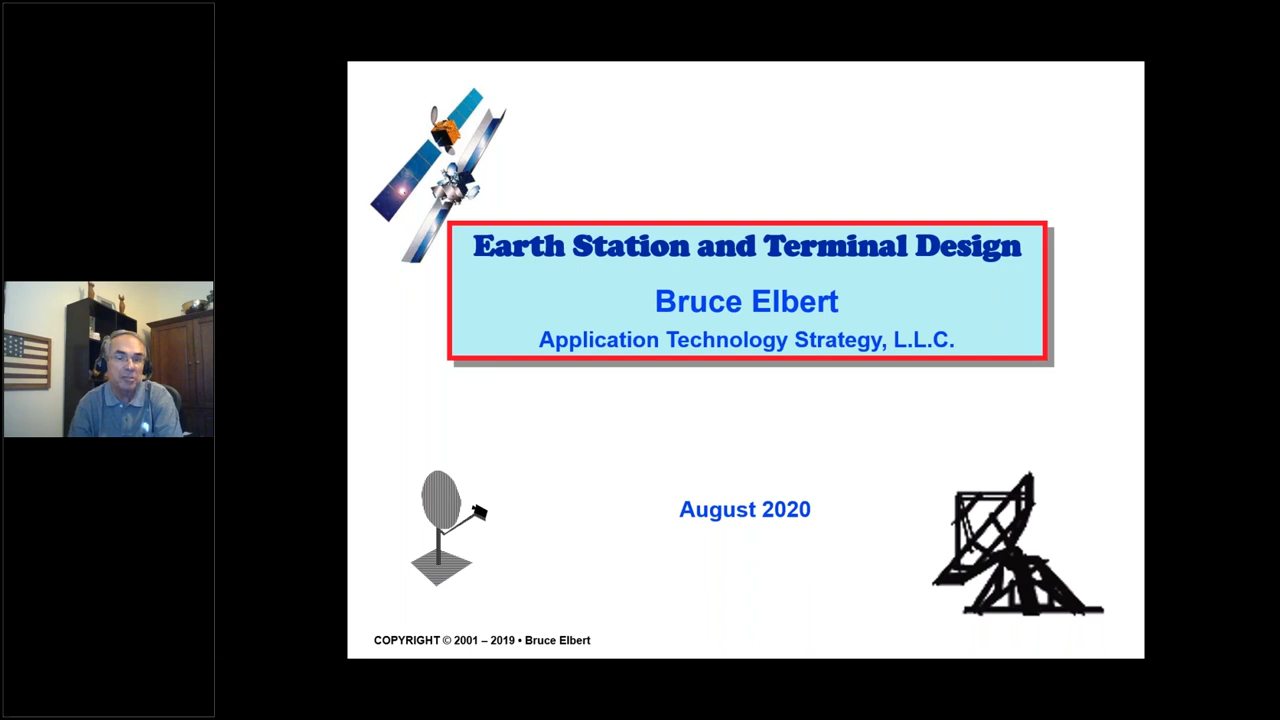 Earth Station and Terminal Design
Bruce Elbert
Application Technology Strategy, L.L.C.
August 2020
COPYRIGHT © 2001 – 2019 • Bruce Elbert